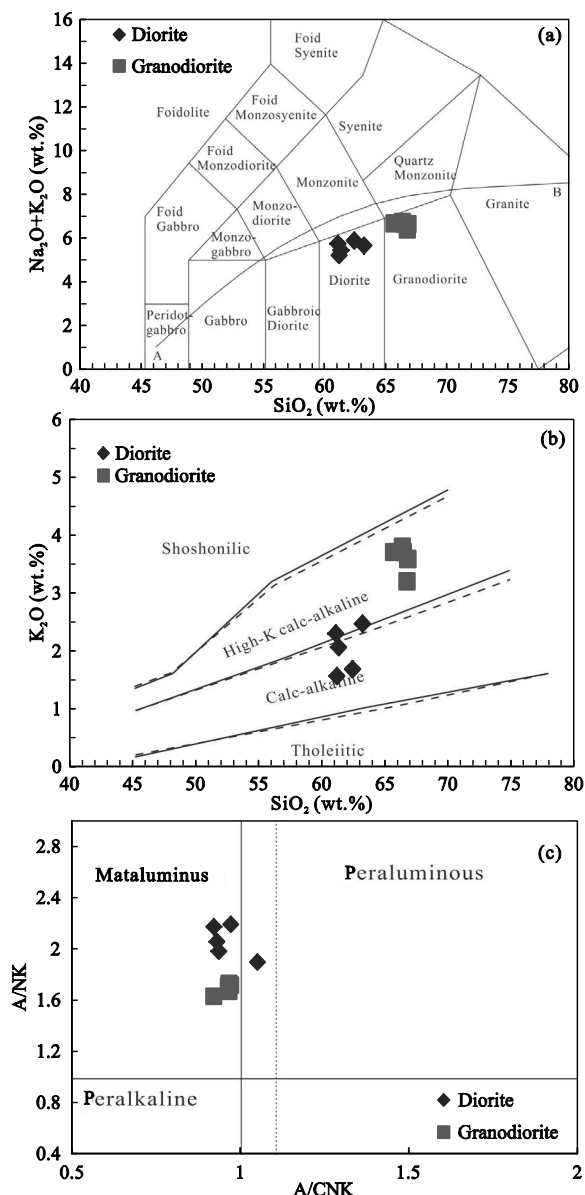 16
14
12
10
8
6
4
2
0
Na₂O+K₂O (wt.%)
Diorite
Granodiorite
(a)
Foid
Syenite
Foidolite
Foid
Monzosyenite
Syenite
Foid
Monzodiorite
Quartz
Monzonite
Monzonite
B
Foid
Gabbro
Monzo-
diorite
Granite
Monzo-
gabbro
Diorite
Granodiorite
Peridot-
gabbro
Gabbro
Gabbroic
Diorite
A
40 45 50 55 60 65 70 75 80
SiO₂ (wt.%)
6
5
4
3
2
1
0
K₂O (wt.%)
Diorite
Granodiorite
(b)
Shoshonilic
High-K calc-alkaline
Calc-alkaline
Tholeiitic
40 45 50 55 60 65 70 75 80
SiO₂ (wt.%)
2.8
2.4
2
1.6
1.2
0.8
0.4
A/NK
(c)
Mataluminus
Peraluminous
Peralkaline
Diorite
Granodiorite
0.5 1 1.5 2
A/CNK